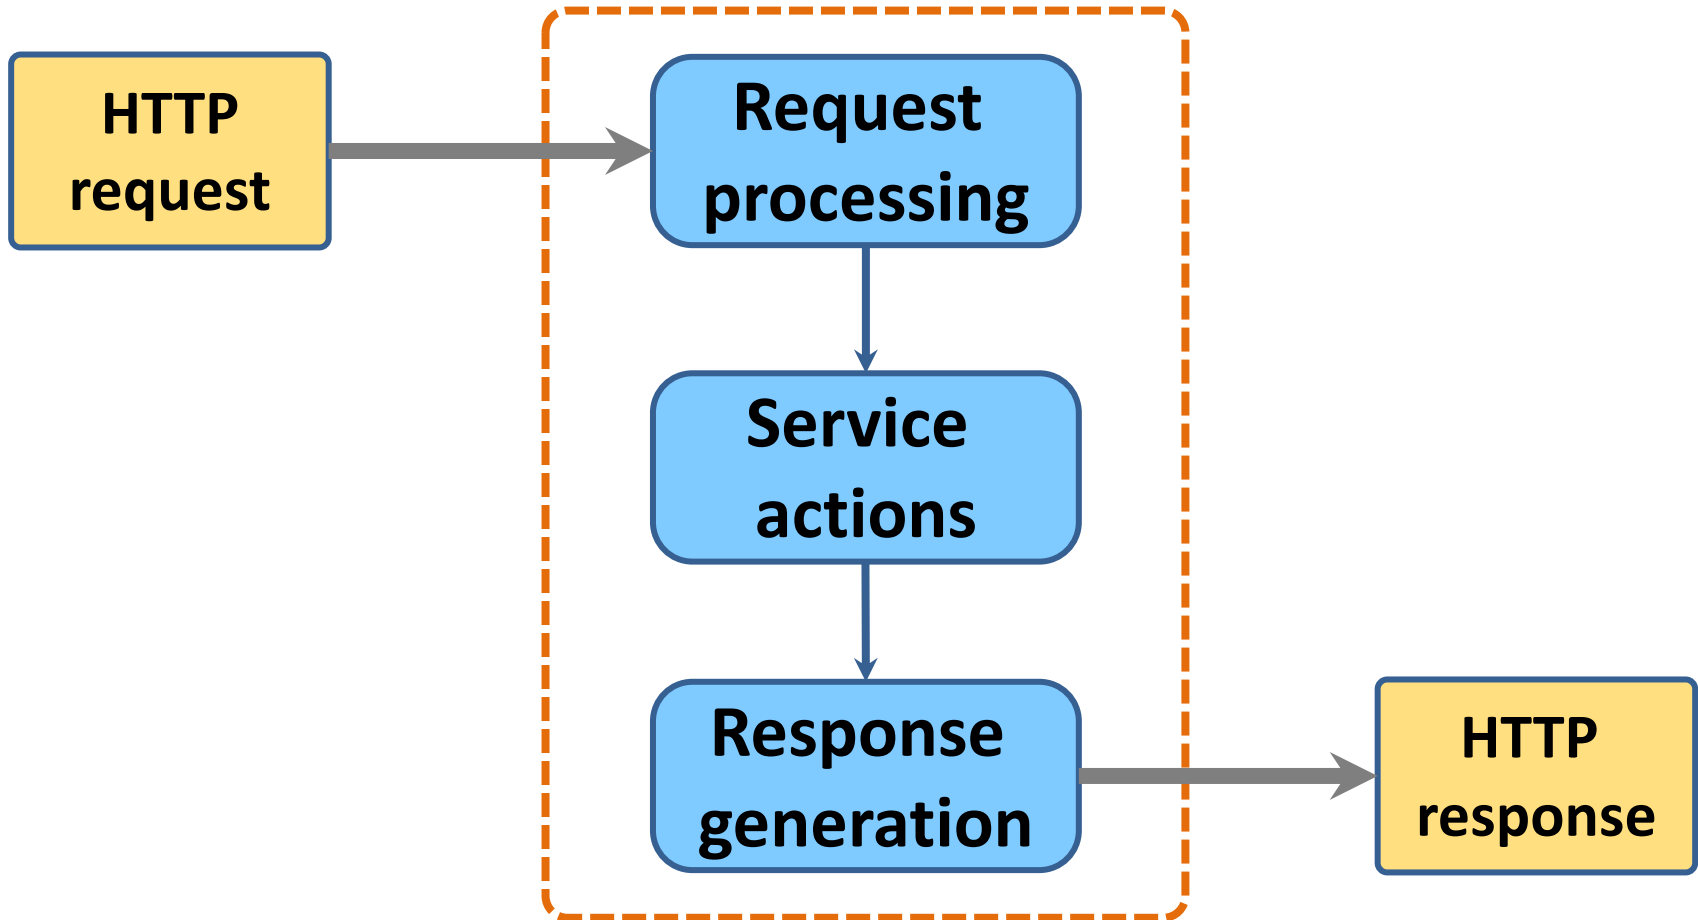 HTTP
request
Request
processing
Service
actions
Response
generation
HTTP
response